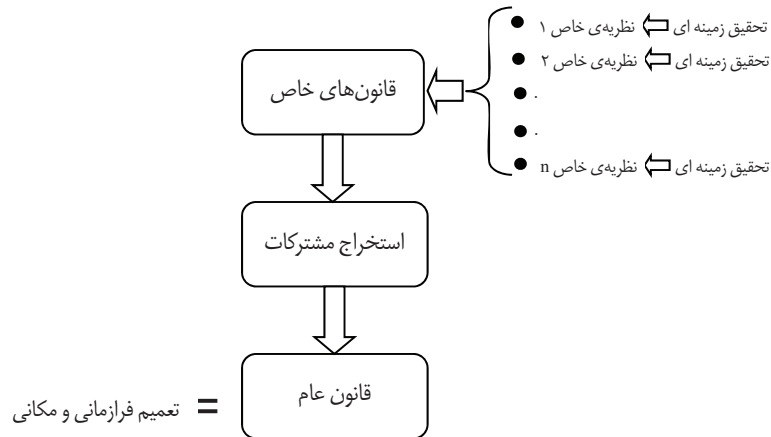 تحقیق زمینه ای نظریه‌ی خاص ۱
تحقیق زمینه ای نظریه‌ی خاص ۲
.
.
تحقیق زمینه ای نظریه‌ی خاص n
قانون‌های خاص
استخراج مشترکات
قانون عام
= تعمیم فرازمانی و مکانی